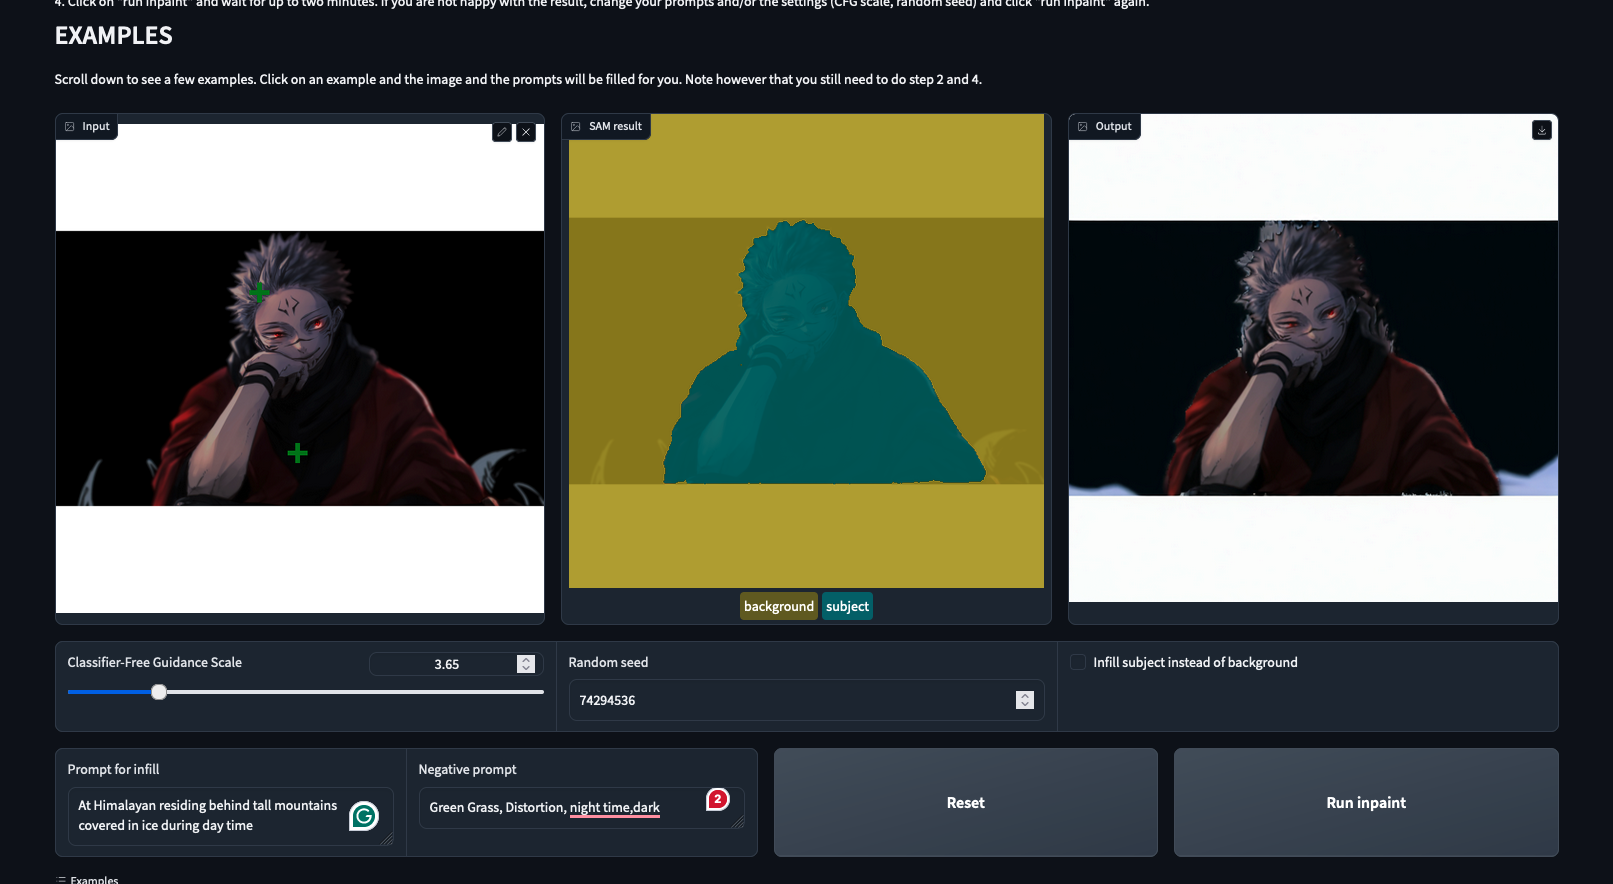 4. Click on "run inpaint" and wait for up to two minutes. If you are not happy with the result, change your prompts and/or the settings (CFG scale, random seed) and click "run inpaint" again.
EXAMPLES
Scroll down to see a few examples. Click on an example and the image and the prompts will be filled for you. Note however that you still need to do step 2 and 4.
Input
SAM result
Output
background subject
Classifier-Free Guidance Scale
3.65
Random seed
74294536
Infill subject instead of background
Prompt for infill
At Himalayan residing behind tall mountains
covered in ice during day time
Negative prompt
Green Grass, Distortion, night time,dark
2
Reset
Run inpaint
Examples